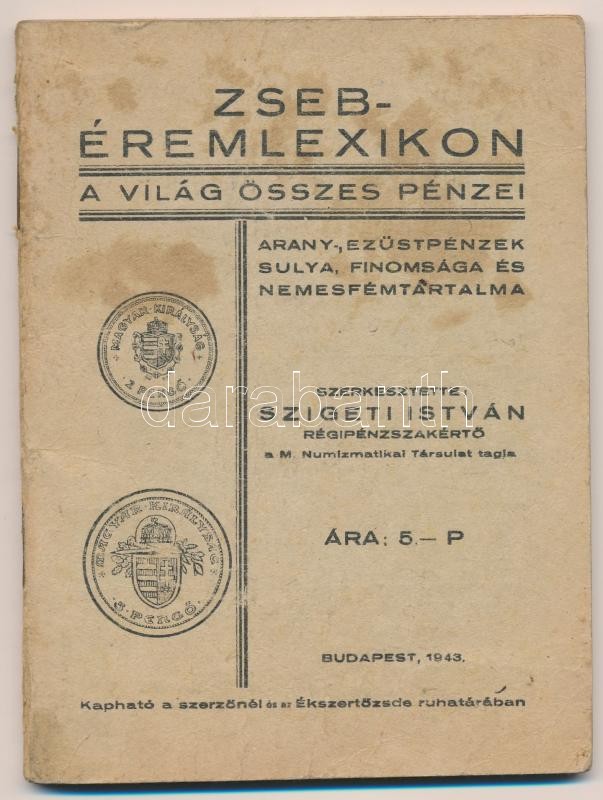 ZSEB-
ÉREMLEXIKON
A VILÁG ÖSSZES PÉNZEI
ARANY-, EZÜSTPÉNZEK
SULYA, FINOMSÁGA ÉS
NEMESFÉMTARTALMA
MAGYAR · KIRÁLYSÁG
· 2 PENGŐ ·
SZERKESZTETTE:
SZIGETI ISTVÁN
RÉGIPÉNZSZAKÉRTŐ
a M. Numizmatikai Társulat tagja
darabanth
MAGYAR · KIRÁLYSÁG
· 5 · PENGŐ ·
ÁRA: 5.— P
BUDAPEST, 1943.
Kapható a szerzőnél és az Ékszertőzsde ruhatárában